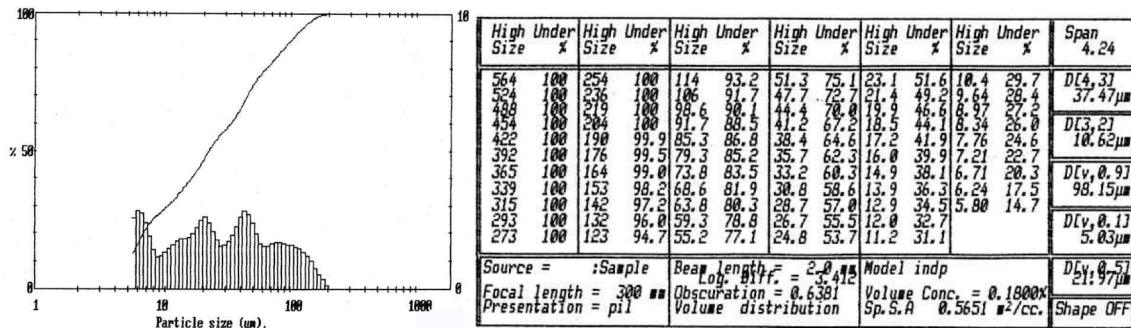 100
10
% 50
0
0
1
10
100
1000
Particle size (um).
High Under High Under High Under High Under High Under High Under Span
Size % Size % Size % Size % Size % Size % 4.24
564 100 254 100 114 93.2 51.3 75.1 23.1 51.6 10.4 29.7 D[4,3]
524 100 236 100 106 91.7 47.7 72.7 21.4 49.2 9.64 28.4 37.47µm
488 100 219 100 98.6 90.1 44.4 70.0 19.9 46.6 8.97 27.2
454 100 204 100 91.7 88.5 41.2 67.2 18.5 44.1 8.34 26.0 D[3,2]
422 100 190 99.9 85.3 86.8 38.4 64.6 17.2 41.9 7.76 24.6 10.62µm
392 100 176 99.5 79.3 85.2 35.7 62.3 16.0 39.9 7.21 22.7
365 100 164 99.0 73.8 83.5 33.2 60.3 14.9 38.1 6.71 20.3 D[v,0.9]
339 100 153 98.2 68.6 81.9 30.8 58.6 13.9 36.3 6.24 17.5 98.15µm
315 100 142 97.2 63.8 80.3 28.7 57.0 12.9 34.5 5.80 14.7
293 100 132 96.0 59.3 78.8 26.7 55.5 12.0 32.7 D[v,0.1]
273 100 123 94.7 55.2 77.1 24.8 53.7 11.2 31.1 5.03µm
Source = :Sample Beam length = 2.0 mm Model indp D[v,0.5]
Log. Diff. = 3.412 21.97µm
Focal length = 300 mm Obscuration = 0.6381 Volume Conc. = 0.1800%
Presentation = pil Volume distribution Sp.S.A 0.5651 m²/cc. Shape OFF